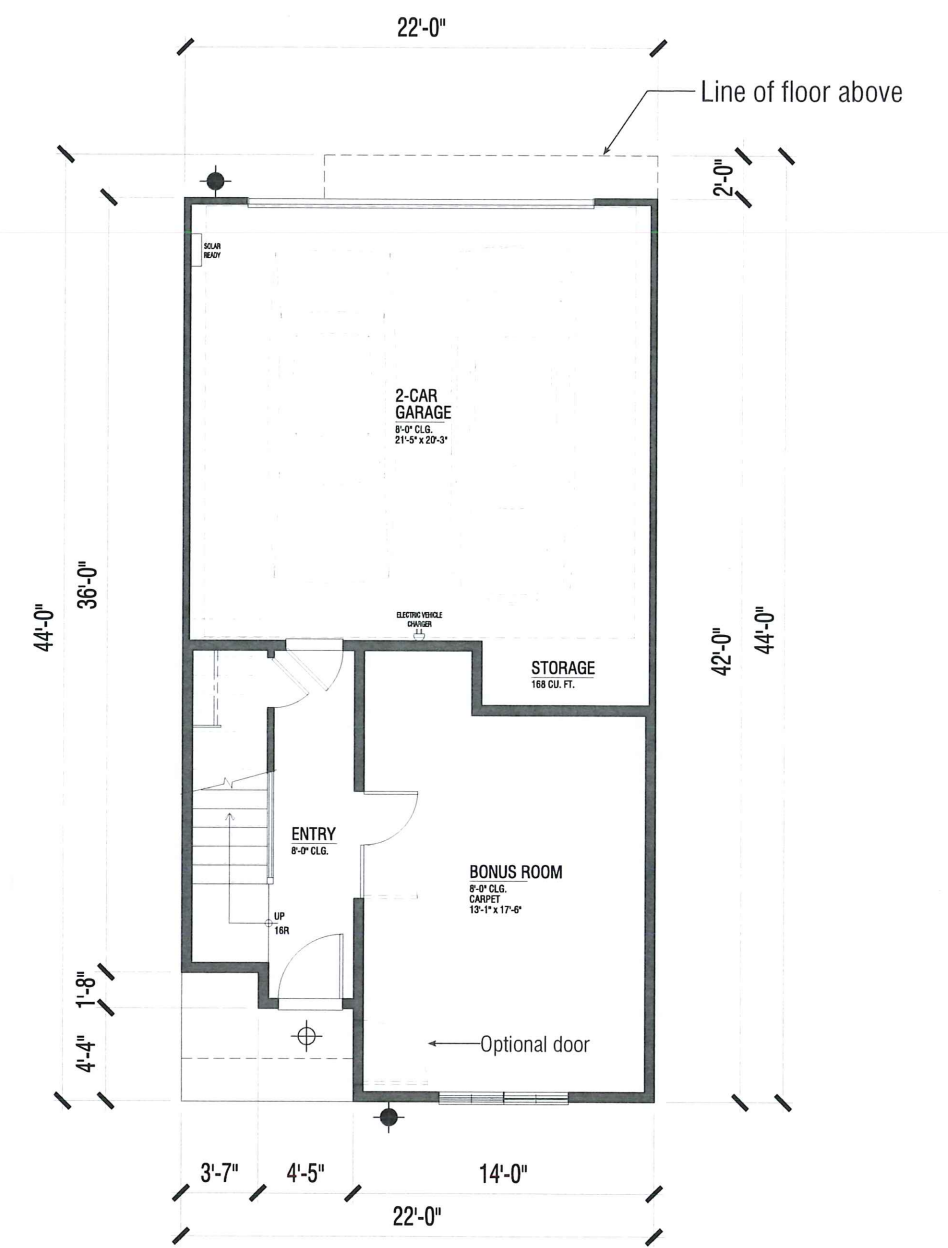 22'-0"
Line of floor above
2'-0"
SOLAR
READY
2-CAR
GARAGE
8'-0" CLG.
21'-5" x 20'-3"
36'-0"
44'-0"
42'-0"
44'-0"
ELECTRIC VEHICLE
CHARGER
STORAGE
168 CU. FT.
ENTRY
8'-0" CLG.
BONUS ROOM
8'-0" CLG.
CARPET
13'-1" x 17'-6"
UP
16R
1'-8"
4'-4"
Optional door
3'-7"
4'-5"
14'-0"
22'-0"